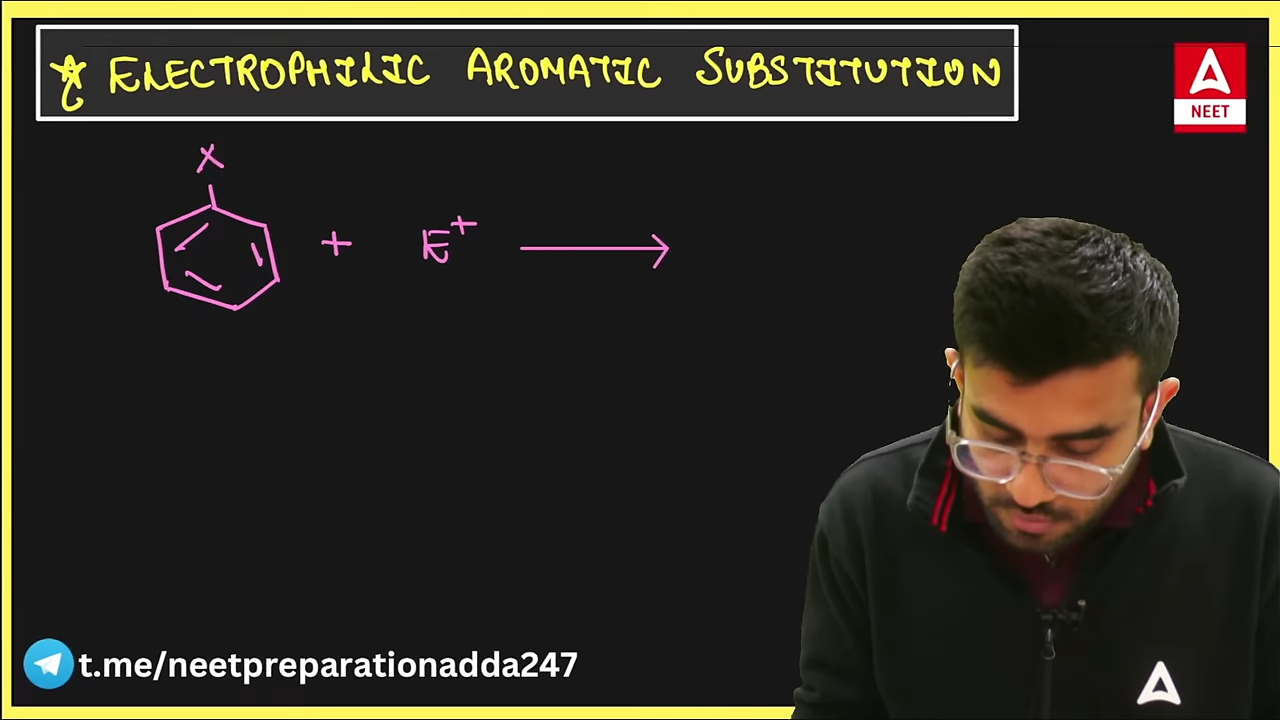 ELECTROPHILIC AROMATIC SUBSTITUTION
NEET
X
+ E+
t.me/neetpreparationadda247